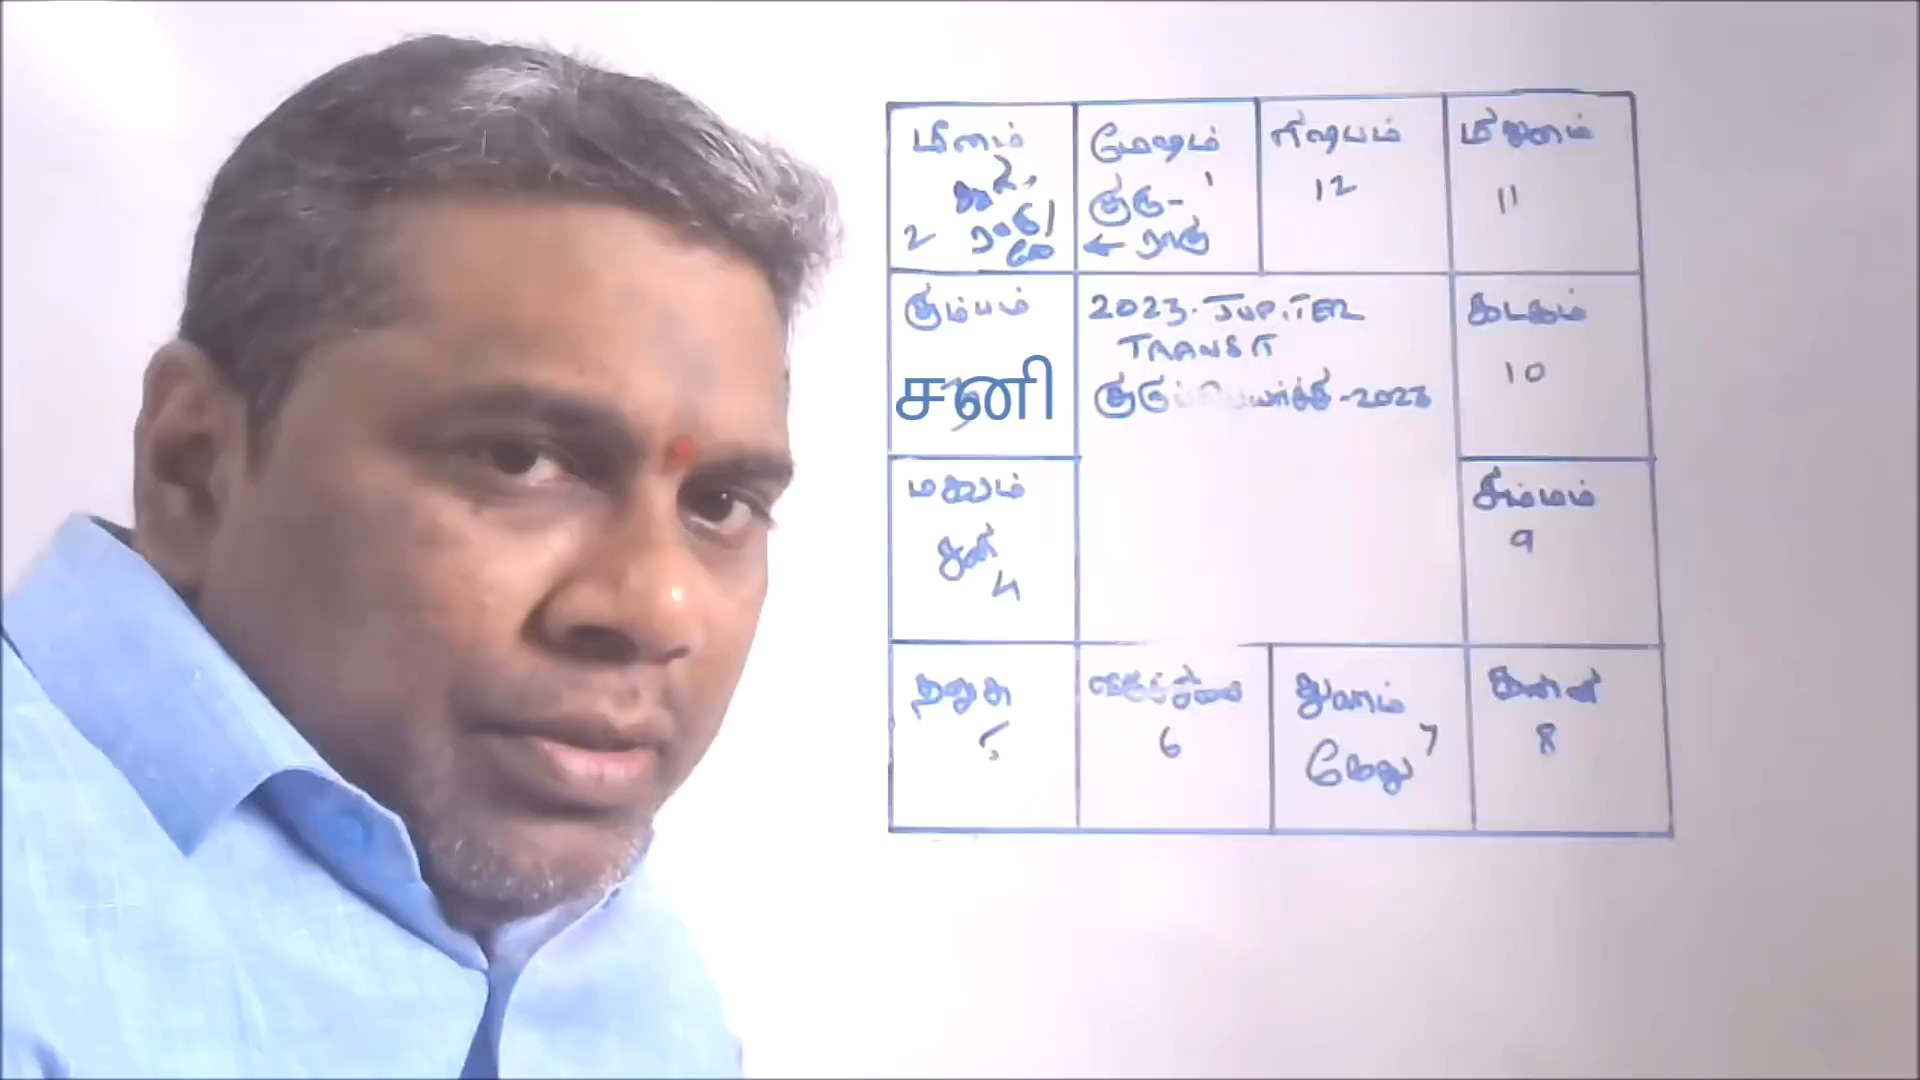 மீனம்
2
மேஷம்
1
குரு-
← ராகு
ரிஷபம்
12
மிதுனம்
11
கும்பம்
சனி
2023. JUPITER
TRANSIT
குருப்பெயர்ச்சி -2023
கடகம்
10
மகரம்
சனி
4
சிம்மம்
9
தனுசு
5
6
துலாம்
7
கேது
கன்னி
8